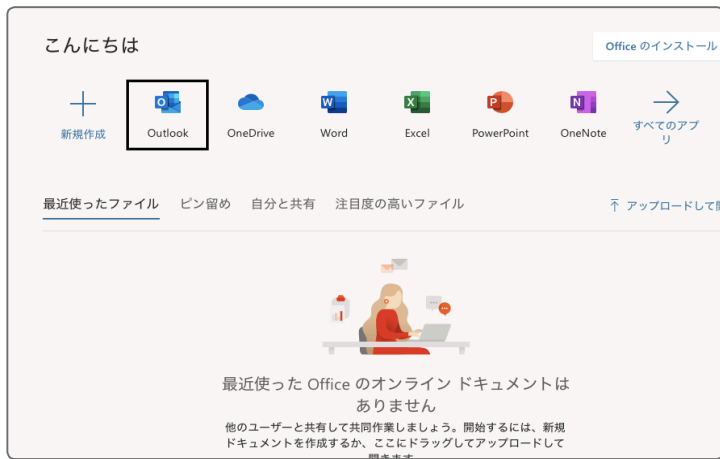 こんにちは
Office のインストール
新規作成
Outlook
OneDrive
Word
Excel
PowerPoint
OneNote
すべてのアプ
リ
最近使ったファイル
ピン留め
自分と共有
注目度の高いファイル
アップロードして
最近使った Office のオンライン ドキュメントは
ありません
他のユーザーと共有して共同作業しましょう。開始するには、新規
ドキュメントを作成するか、ここにドラッグしてアップロードして
開きます